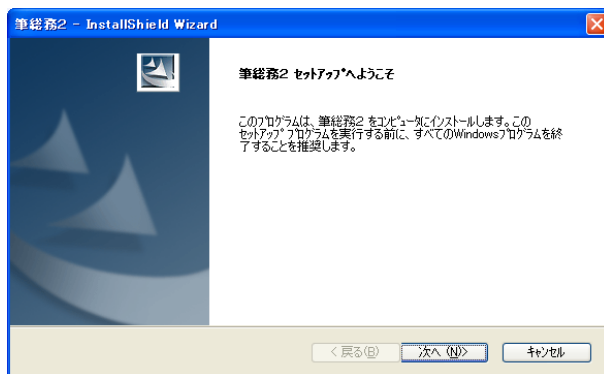 筆総務2 - InstallShield Wizard
筆総務2 ｾｯﾄｱｯﾌﾟへようこそ
このﾌﾟﾛｸﾞﾗﾑは、筆総務2 をｺﾝﾋﾟｭｰﾀにｲﾝｽﾄｰﾙします。この
ｾｯﾄｱｯﾌﾟ ﾌﾟﾛｸﾞﾗﾑを実行する前に、すべてのWindowsﾌﾟﾛｸﾞﾗﾑを終
了することを推奨します。
< 戻る(B) 次へ (N)> ｷｬﾝｾﾙ